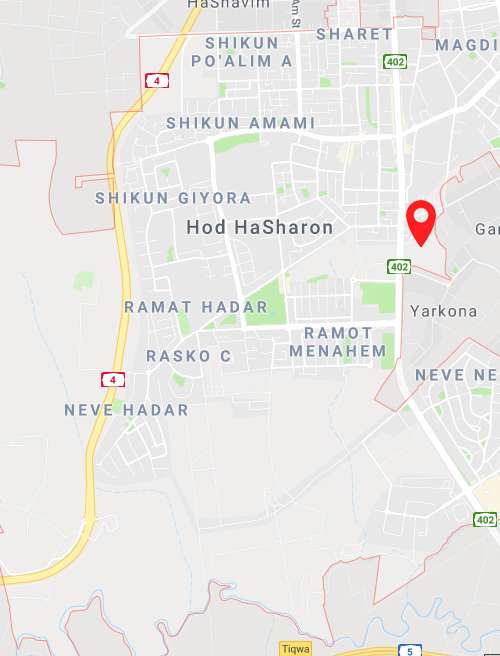 HaShavim
Am St
SHARET
SHIKUN
PO'ALIM A
MAGDI
402
4
SHIKUN AMAMI
SHIKUN GIYORA
Hod HaSharon
Gan
402
RAMAT HADAR
Yarkona
RAMOT
MENAHEM
RASKO C
4
NEVE NE
NEVE HADAR
402
Tiqwa
5